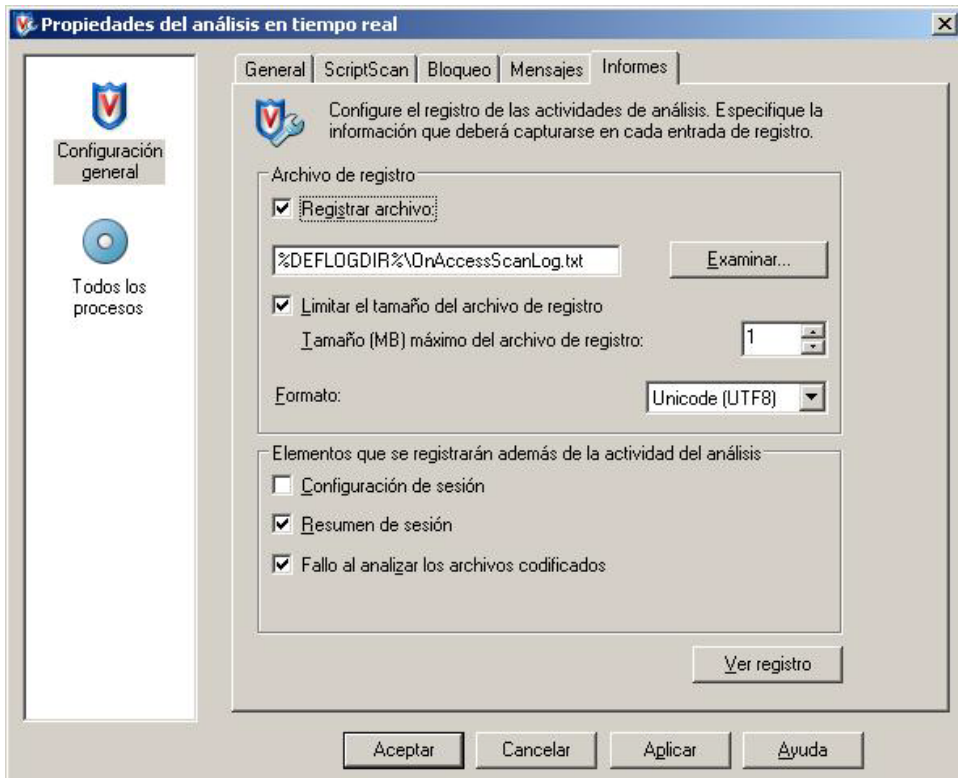 Propiedades del análisis en tiempo real
Configuración
general
Todos los
procesos
General
ScriptScan
Bloqueo
Mensajes
Informes
Configure el registro de las actividades de análisis. Especifique la
información que deberá capturarse en cada entrada de registro.
Archivo de registro
Registrar archivo:
%DEFLOGDIR%\OnAccessScanLog.txt
Examinar...
Limitar el tamaño del archivo de registro
Tamaño (MB) máximo del archivo de registro:
1
Formato:
Unicode (UTF8)
Elementos que se registrarán además de la actividad del análisis
Configuración de sesión
Resumen de sesión
Fallo al analizar los archivos codificados
Ver registro
Aceptar
Cancelar
Aplicar
Ayuda